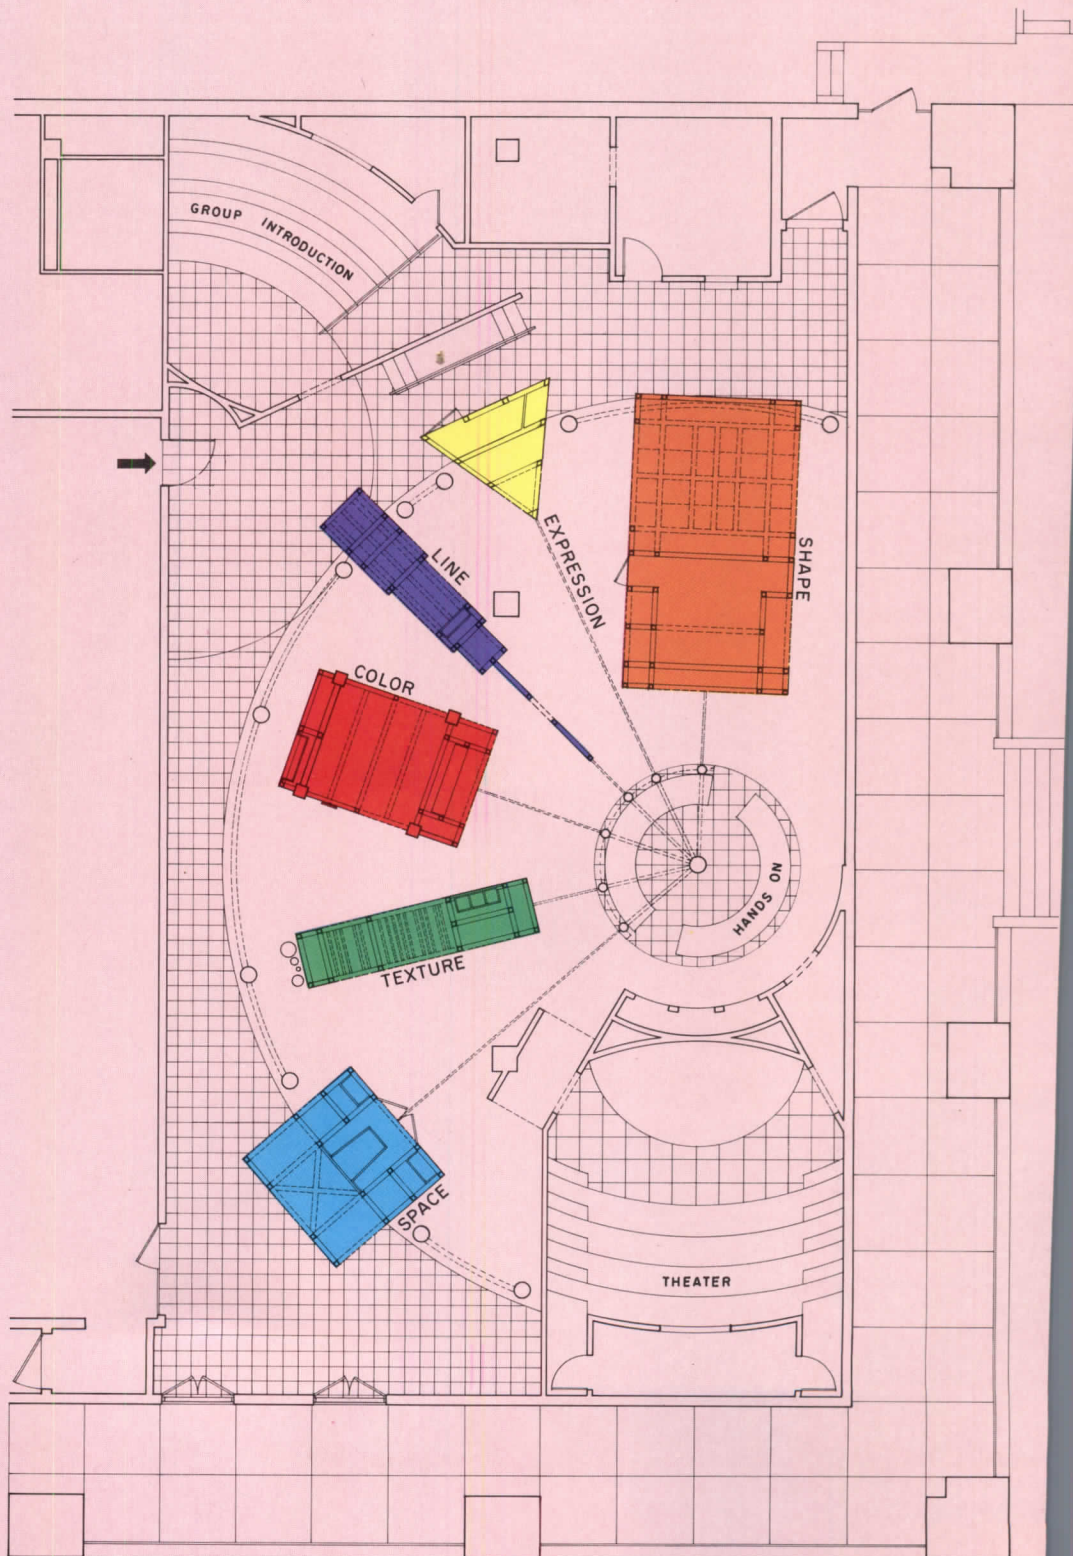 GROUP INTRODUCTION
EXPRESSION
SHAPE
LINE
COLOR
HANDS ON
TEXTURE
SPACE
THEATER